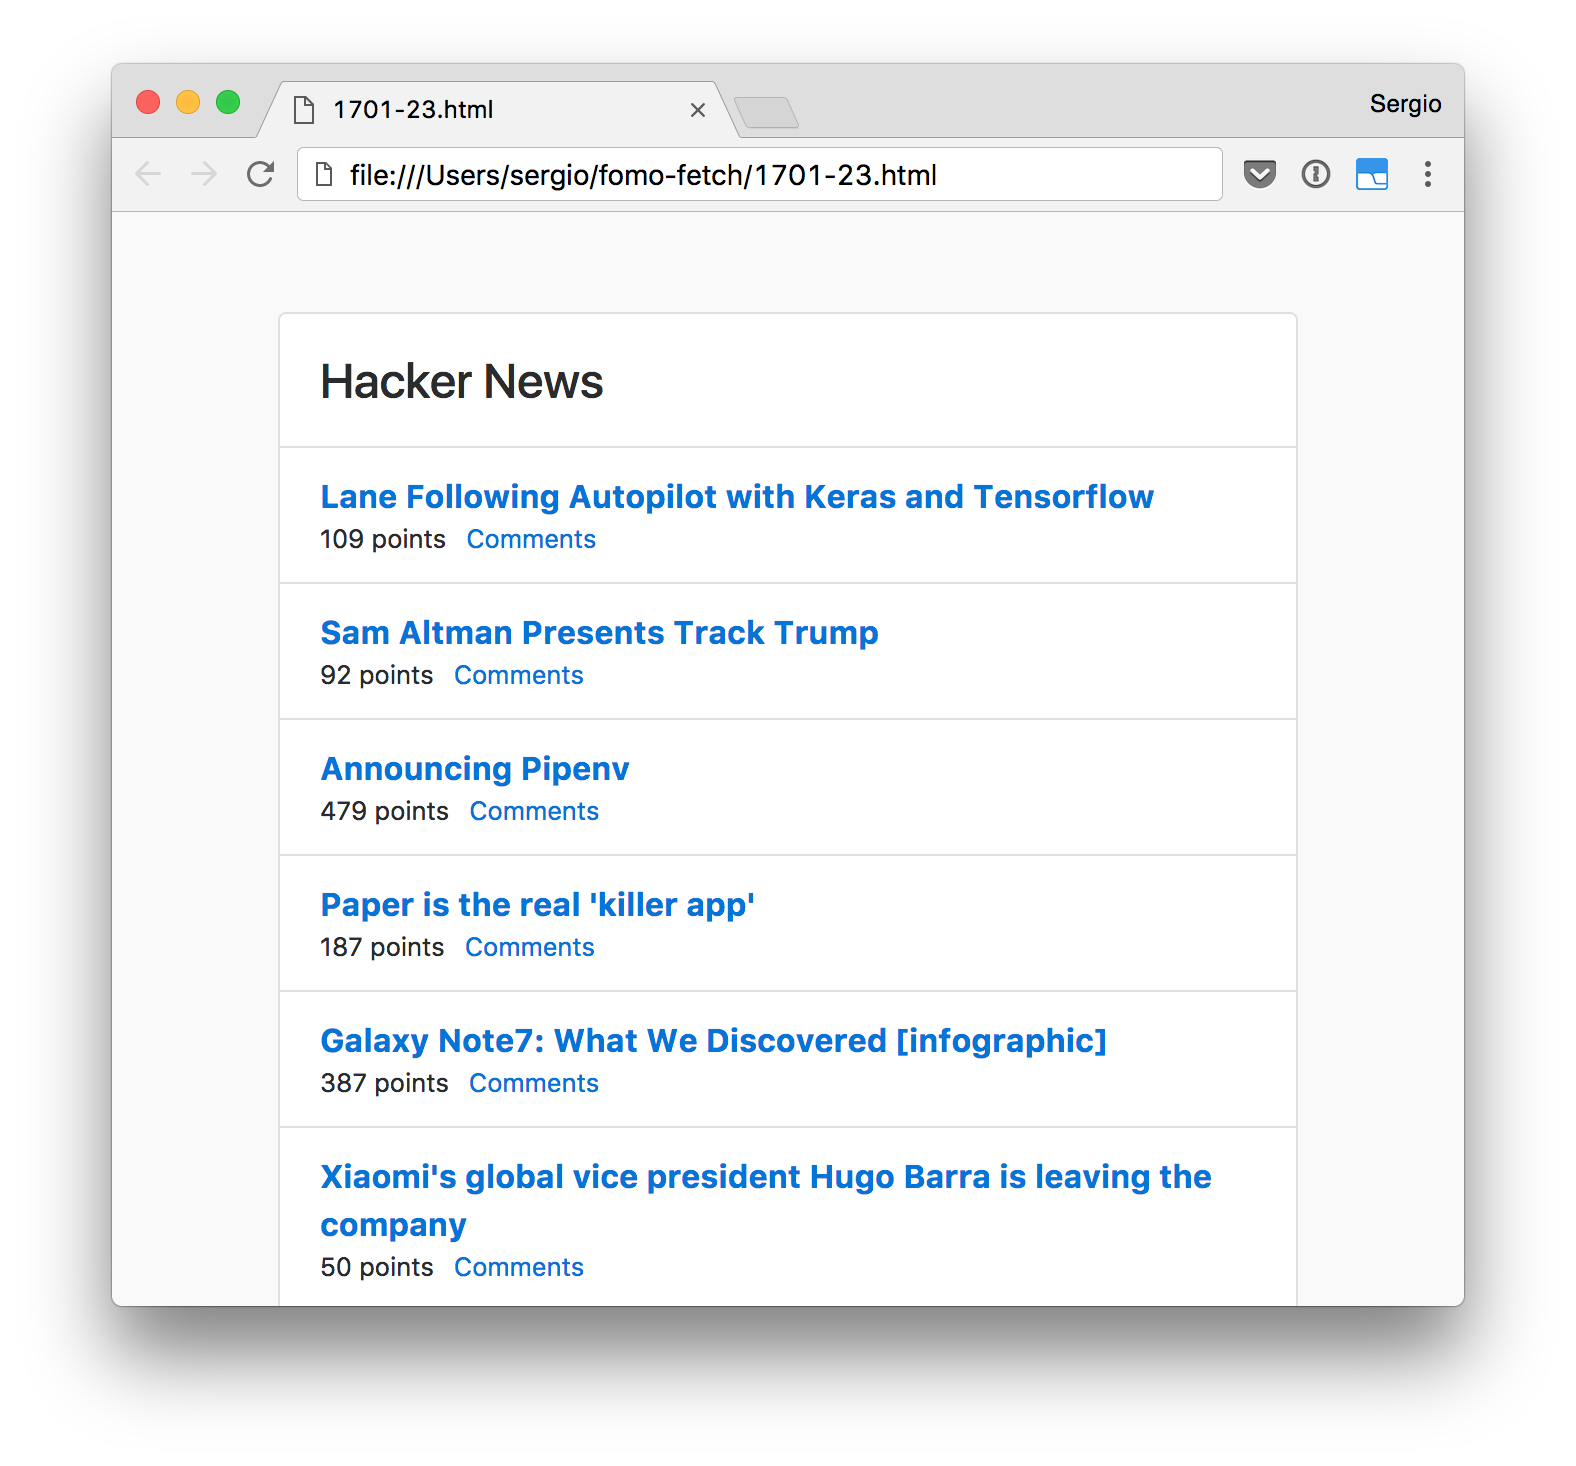 1701-23.html
Sergio
file:///Users/sergio/fomo-fetch/1701-23.html
Hacker News
Lane Following Autopilot with Keras and Tensorflow
109 points Comments
Sam Altman Presents Track Trump
92 points Comments
Announcing Pipenv
479 points Comments
Paper is the real 'killer app'
187 points Comments
Galaxy Note7: What We Discovered [infographic]
387 points Comments
Xiaomi's global vice president Hugo Barra is leaving the
company
50 points Comments